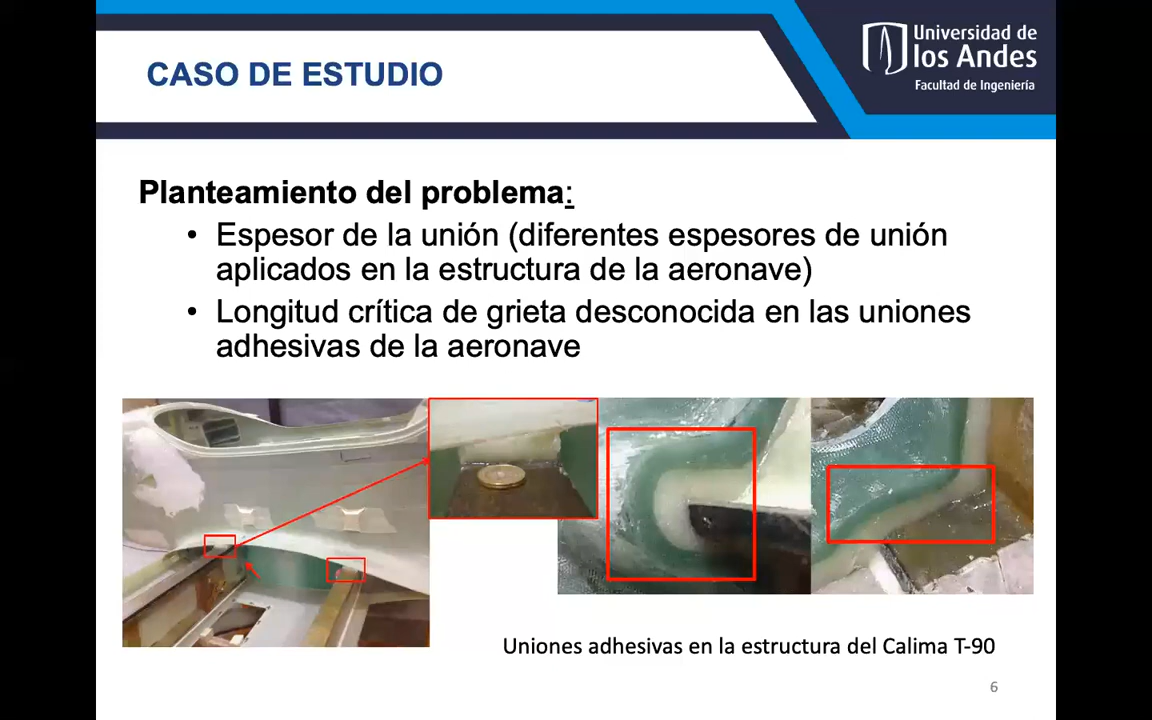 CASO DE ESTUDIO
Universidad de
los Andes
Facultad de Ingeniería
Planteamiento del problema:
• Espesor de la unión (diferentes espesores de unión
aplicados en la estructura de la aeronave)
• Longitud crítica de grieta desconocida en las uniones
adhesivas de la aeronave
Uniones adhesivas en la estructura del Calima T-90
6